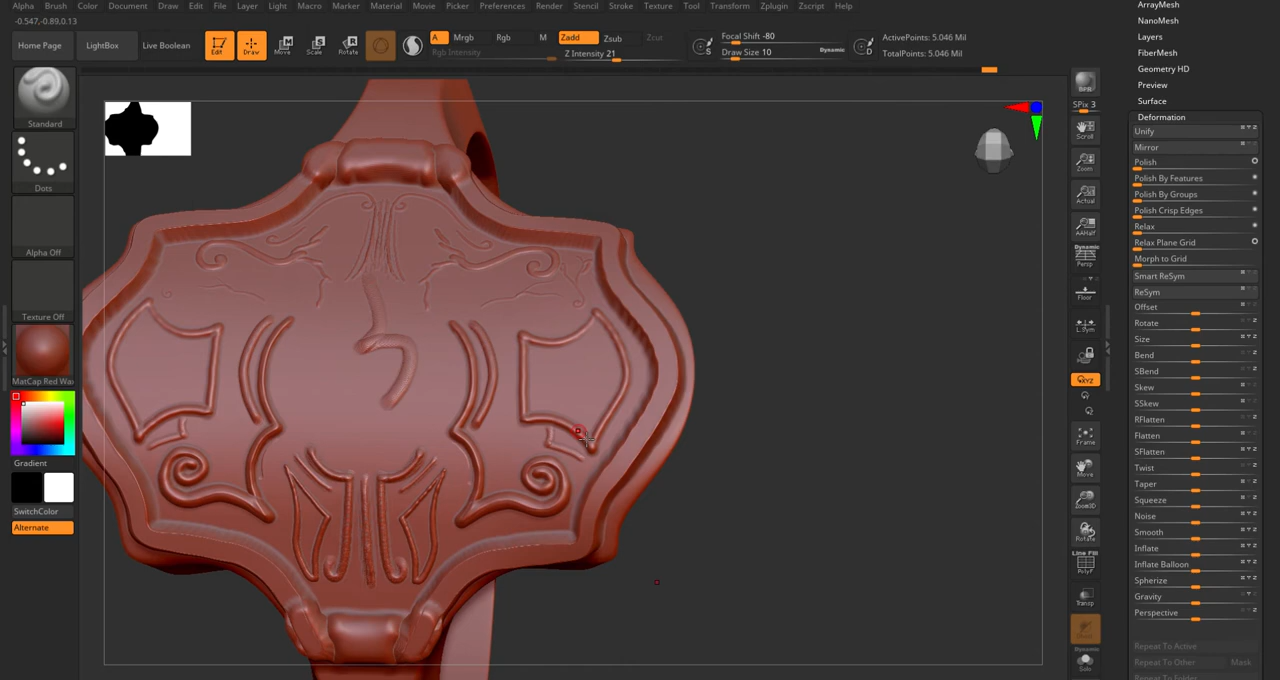 Alpha Brush Color Document Draw Edit File Layer Light Macro Marker Material Movie Picker Preferences Render Stencil Stroke Texture Tool Transform Zplugin Zscript Help
-0.547,-0.89,0.13
Home Page LightBox Live Boolean Edit Draw Move Scale Rotate A Mrgb Rgb M Zadd Zsub Zcut Focal Shift -80 ActivePoints: 5.046 Mil
Rgb Intensity Z Intensity 21 Draw Size 10 Dynamic TotalPoints: 5.046 Mil
S D
Standard
Dots
Alpha Off
Texture Off
MatCap Red Wa
Gradient
SwitchColor
Alternate
BPR
SPix 3
Scroll
Zoom
Actual
AAHalf
Dynamic
Persp
Floor
L.Sym
XYZ
Frame
Move
Zoom3D
Rotate
Line Fill
PolyF
Transp
Dynamic
Solo
ArrayMesh
NanoMesh
Layers
FiberMesh
Geometry HD
Preview
Surface
Deformation
Unify
Mirror
Polish
Polish By Features
Polish By Groups
Polish Crisp Edges
Relax
Relax Plane Grid
Morph to Grid
Smart ReSym
ReSym
Offset
Rotate
Size
Bend
SBend
Skew
SSkew
RFlatten
Flatten
SFlatten
Twist
Taper
Squeeze
Noise
Smooth
Inflate
Inflate Balloon
Spherize
Gravity
Perspective
Repeat To Active
Repeat To Other Mask
Repeat To Folder